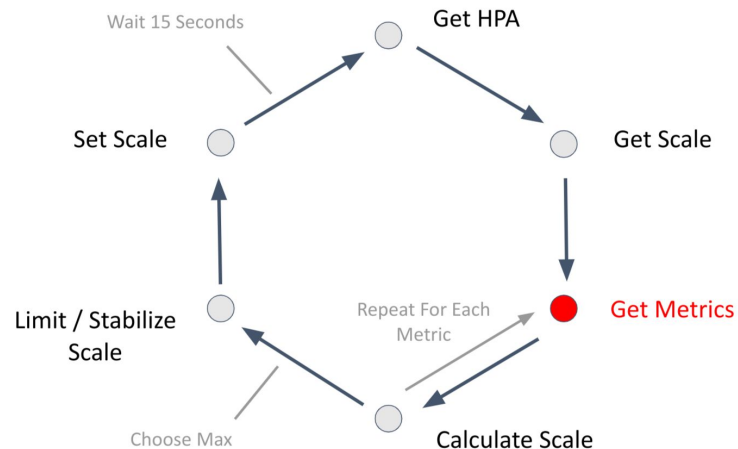 Wait 15 Seconds
Get HPA
Set Scale
Get Scale
Repeat For Each
Metric
Get Metrics
Limit / Stabilize
Scale
Choose Max
Calculate Scale